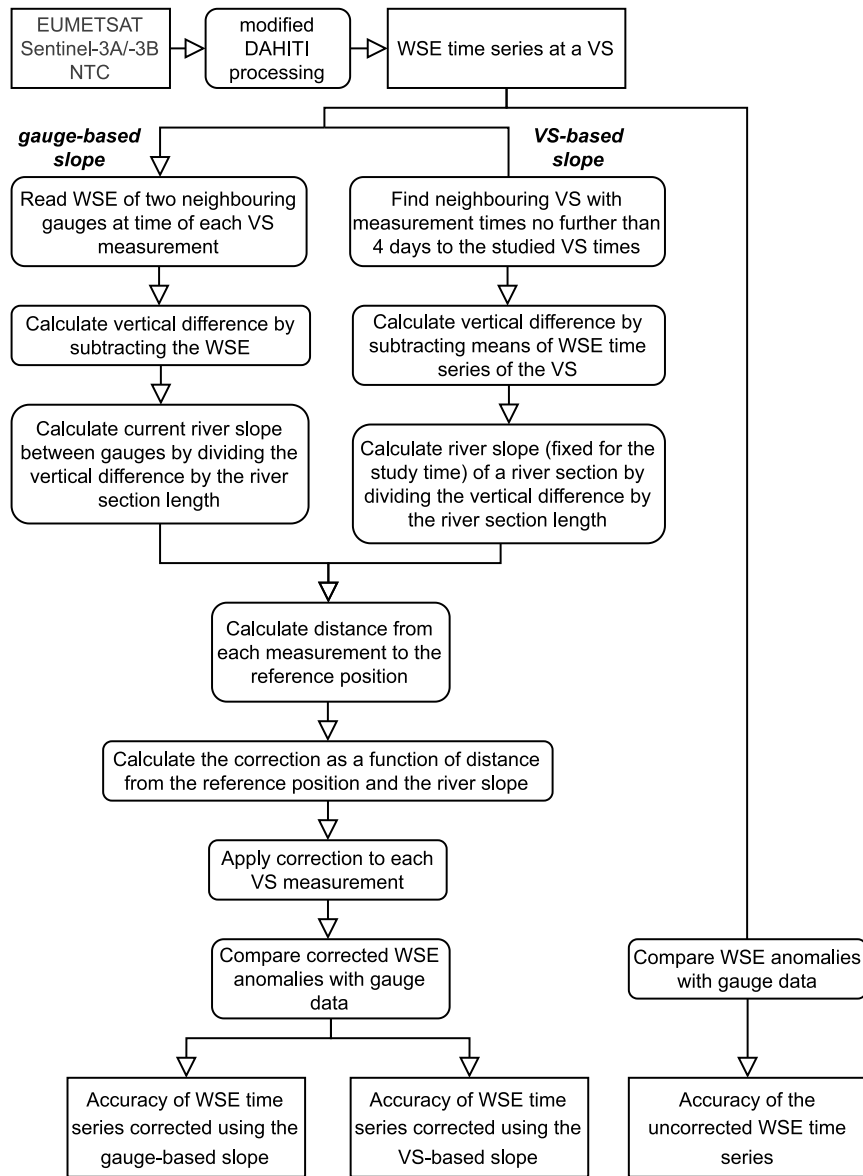 EUMETSAT
Sentinel-3A/-3B
NTC
modified
DAHITI
processing
WSE time series at a VS
gauge-based
slope
VS-based
slope
Read WSE of two neighbouring
gauges at time of each VS
measurement
Find neighbouring VS with
measurement times no further than
4 days to the studied VS times
Calculate vertical difference by
subtracting the WSE
Calculate vertical difference by
subtracting means of WSE time
series of the VS
Calculate current river slope
between gauges by dividing the
vertical difference by the river
section length
Calculate river slope (fixed for the
study time) of a river section by
dividing the vertical difference by
the river section length
Calculate distance from
each measurement to the
reference position
Calculate the correction as a function of distance
from the reference position and the river slope
Apply correction to each
VS measurement
Compare corrected WSE
anomalies with gauge
data
Compare WSE anomalies
with gauge data
Accuracy of WSE time
series corrected using the
gauge-based slope
Accuracy of WSE time
series corrected using the
VS-based slope
Accuracy of the
uncorrected WSE time
series